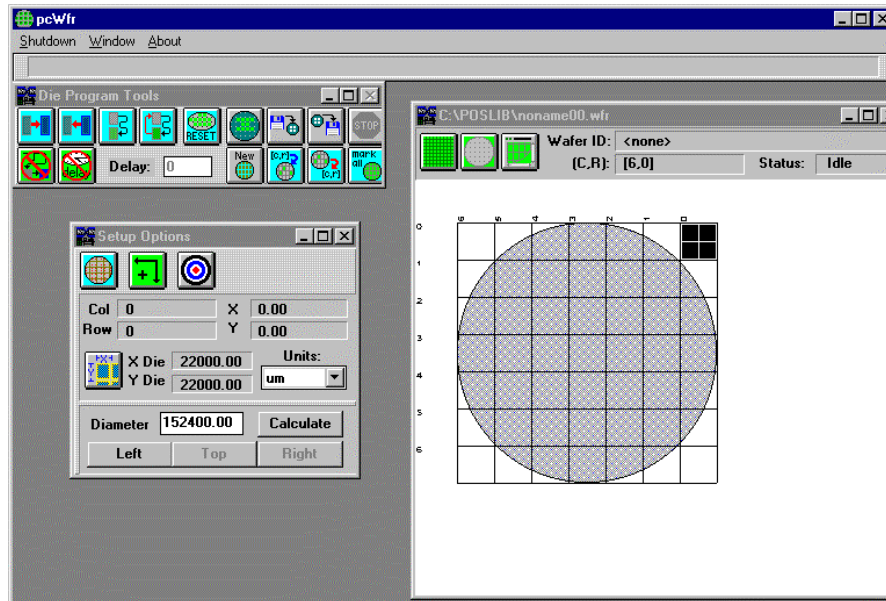 pcWfr
Shutdown Window About
Die Program Tools
RESET
STOP
delay
Delay: 0
New
[c,r]
[c,r]
mark all
C:\POSLIB\noname00.wfr
Wafer ID: <none>
(C,R): [6,0] Status: Idle
Setup Options
Col 0 X 0.00
Row 0 Y 0.00
X Die 22000.00 Units:
Y Die 22000.00 um
Diameter 152400.00 Calculate
Left Top Right
6 5 4 3 2 1 0
0
1
2
3
4
5
6